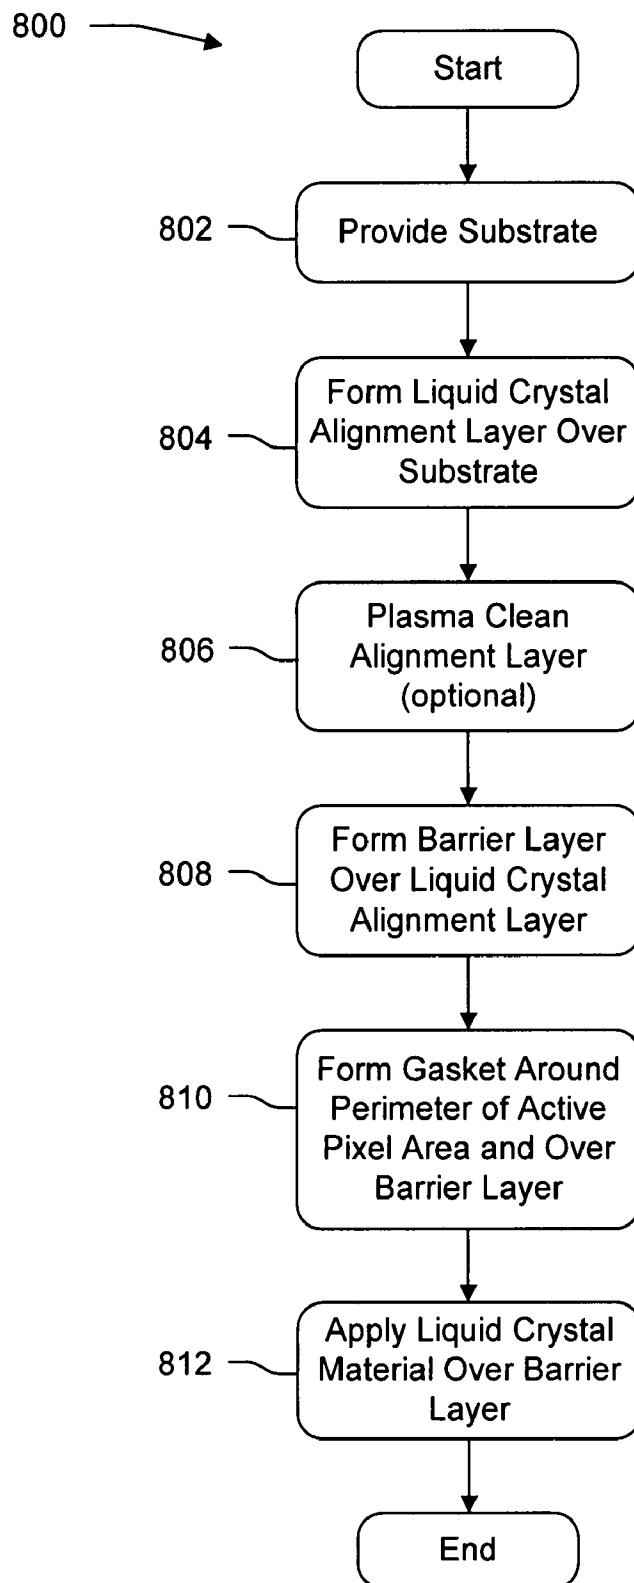 800
Start
802
Provide Substrate
804
Form Liquid Crystal
Alignment Layer Over
Substrate
806
Plasma Clean
Alignment Layer
(optional)
808
Form Barrier Layer
Over Liquid Crystal
Alignment Layer
810
Form Gasket Around
Perimeter of Active
Pixel Area and Over
Barrier Layer
812
Apply Liquid Crystal
Material Over Barrier
Layer
End